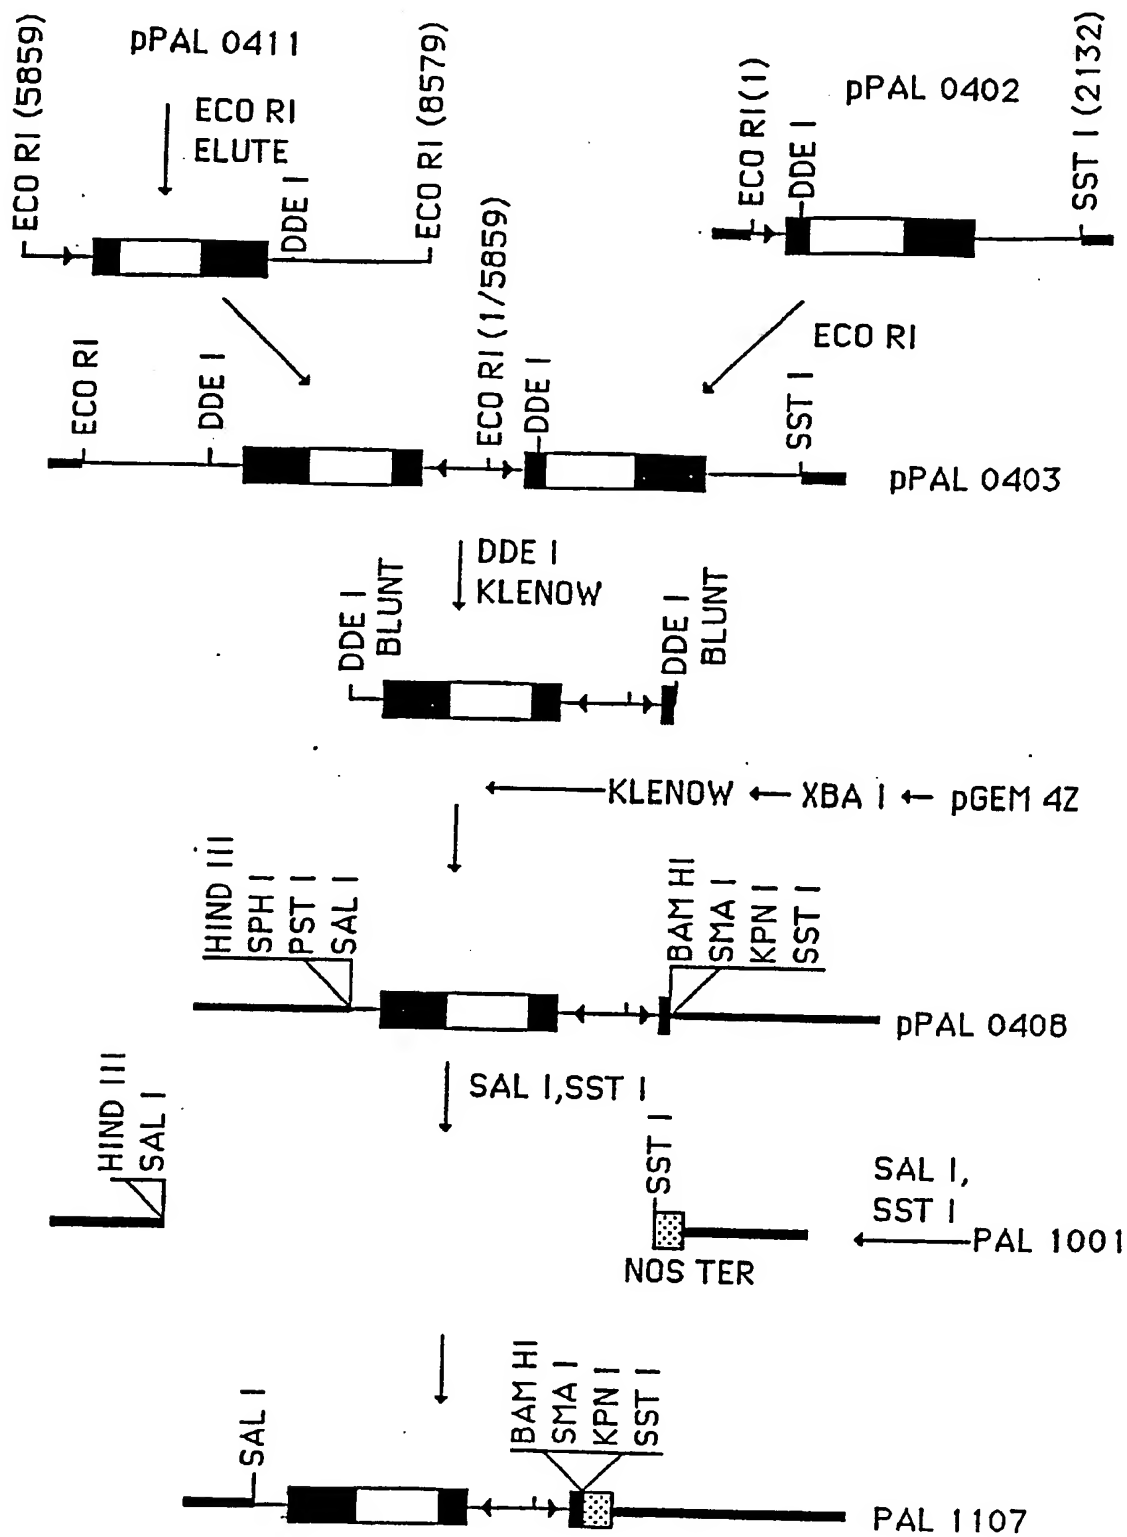 pPAL 0411
ECO RI (5859)
ECO RI
ELUTE
DDE I
ECO RI (8579)
pPAL 0402
ECO RI (1)
DDE I
SST I (2132)
ECO RI
ECO RI
DDE I
ECO RI (1/5859)
DDE I
SST I
pPAL 0403
DDE I
KLENOW
DDE I
BLUNT
DDE I
BLUNT
KLENOW XBA I pGEM 4Z
HIND III
SPH I
PST I
SAL I
BAM HI
SMA I
KPN I
SST I
pPAL 0408
SAL I,SST I
HIND III
SAL I
SST I
NOS TER
SAL I,
SST I
PAL 1001
SAL I
BAM HI
SMA I
KPN I
SST I
PAL 1107